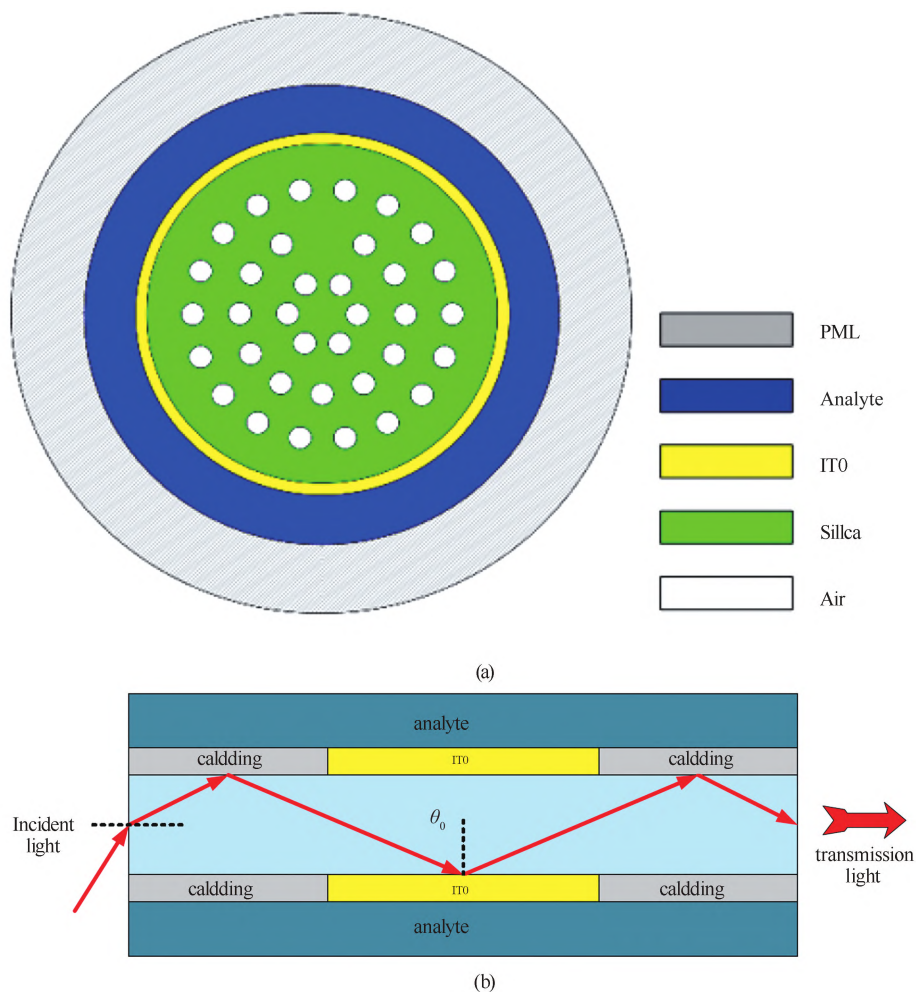 PML
Analyte
IT0
Sillca
Air
(a)
analyte
caldding
IT0
caldding
Incident
light
θ0
transmission
light
caldding
IT0
caldding
analyte
(b)